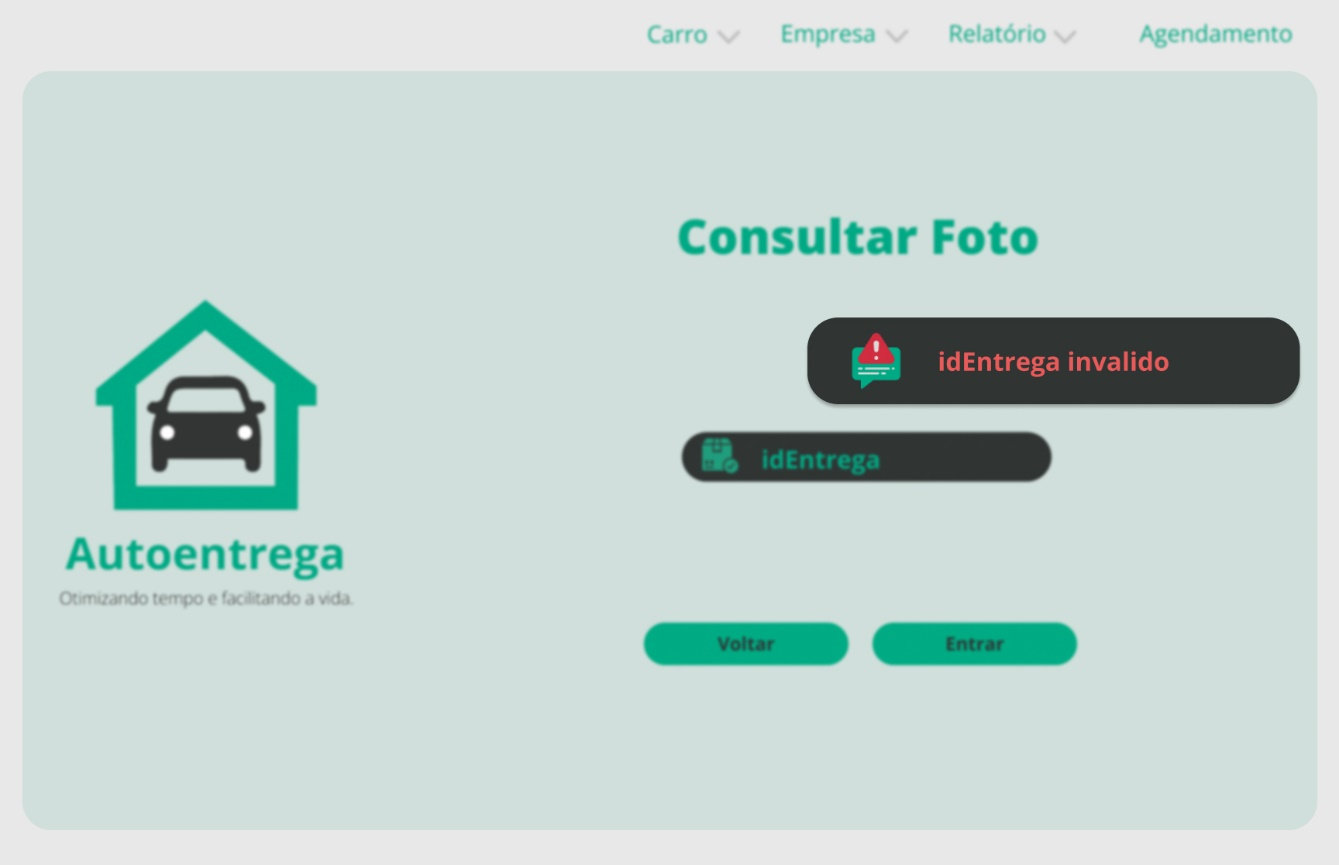 Carro
Empresa
Relatório
Agendamento
Consultar Foto
idEntrega invalido
idEntrega
Autoentrega
Otimizando tempo e facilitando a vida.
Voltar
Entrar